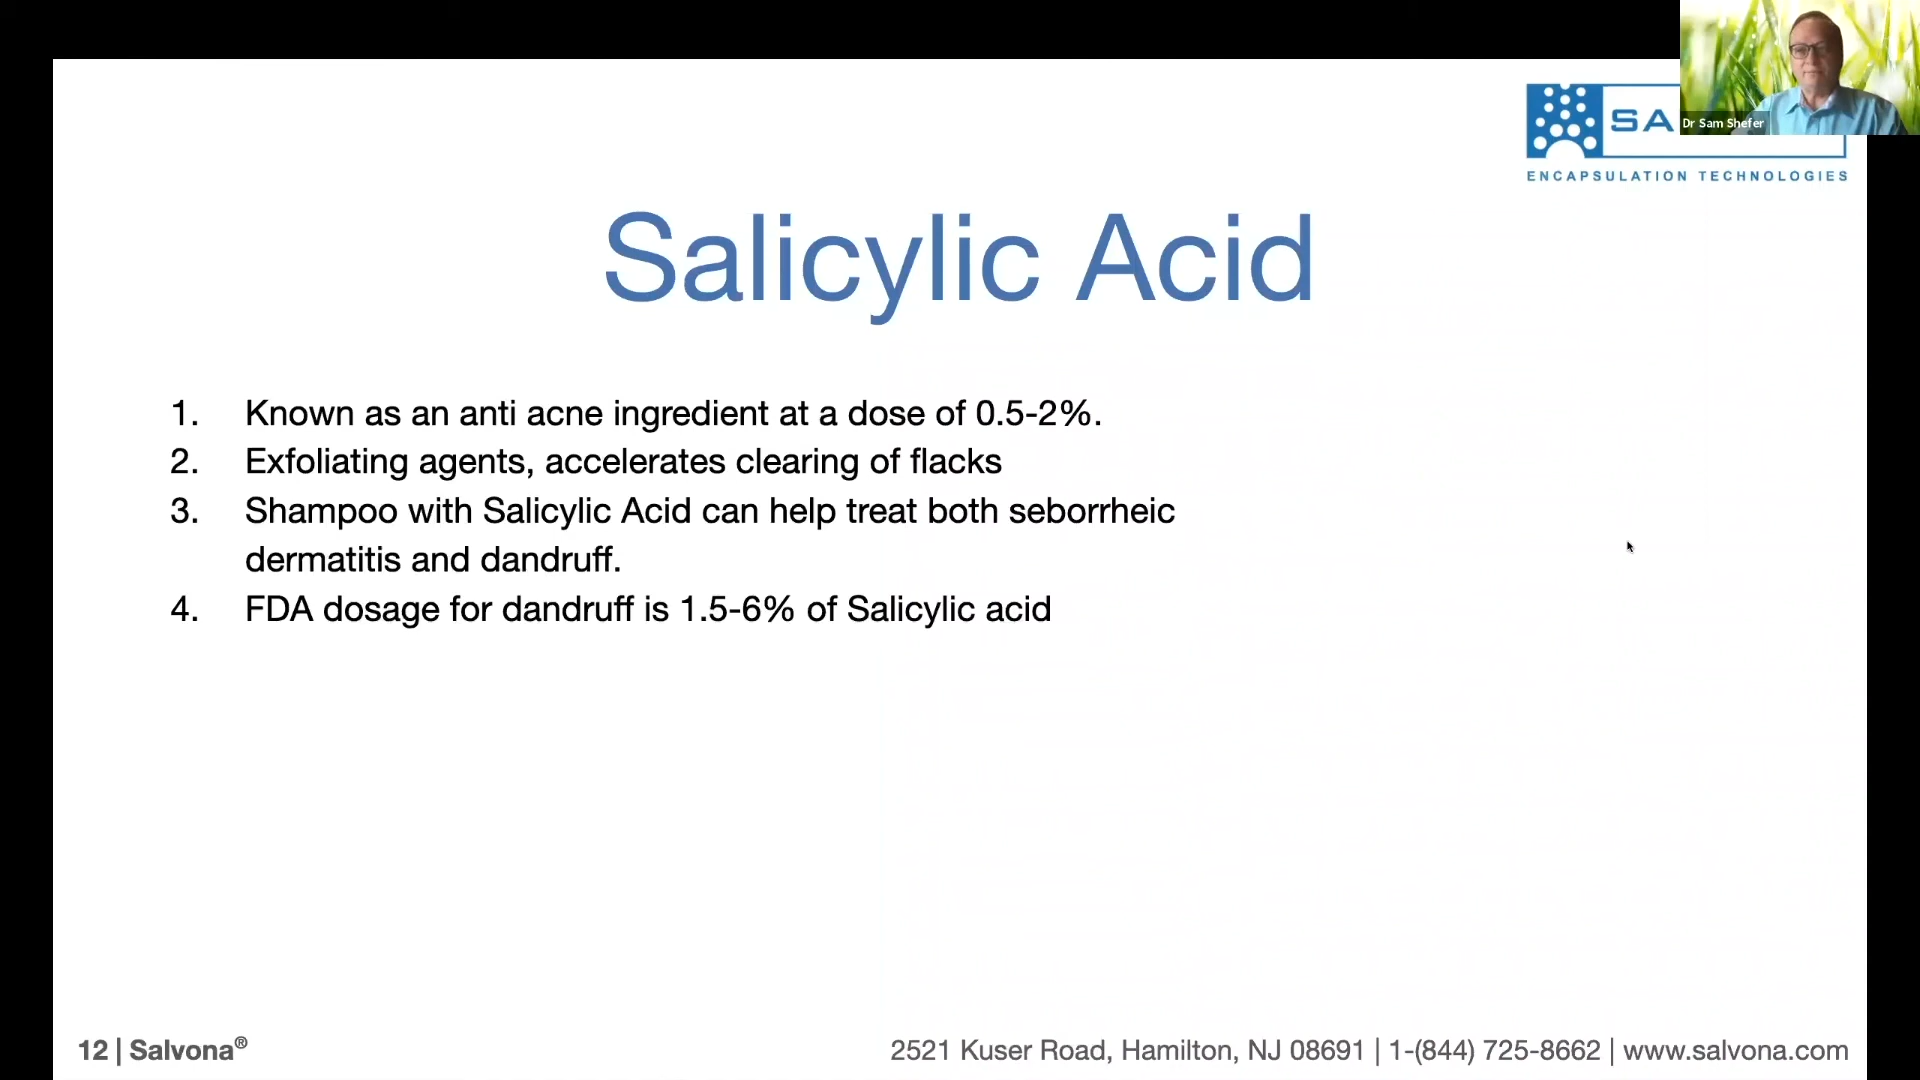 SA
Dr Sam Shefer
ENCAPSULATION TECHNOLOGIES
Salicylic Acid
1. Known as an anti acne ingredient at a dose of 0.5-2%.
2. Exfoliating agents, accelerates clearing of flacks
3. Shampoo with Salicylic Acid can help treat both seborrheic
dermatitis and dandruff.
4. FDA dosage for dandruff is 1.5-6% of Salicylic acid
12 | Salvona®
2521 Kuser Road, Hamilton, NJ 08691 | 1-(844) 725-8662 | www.salvona.com